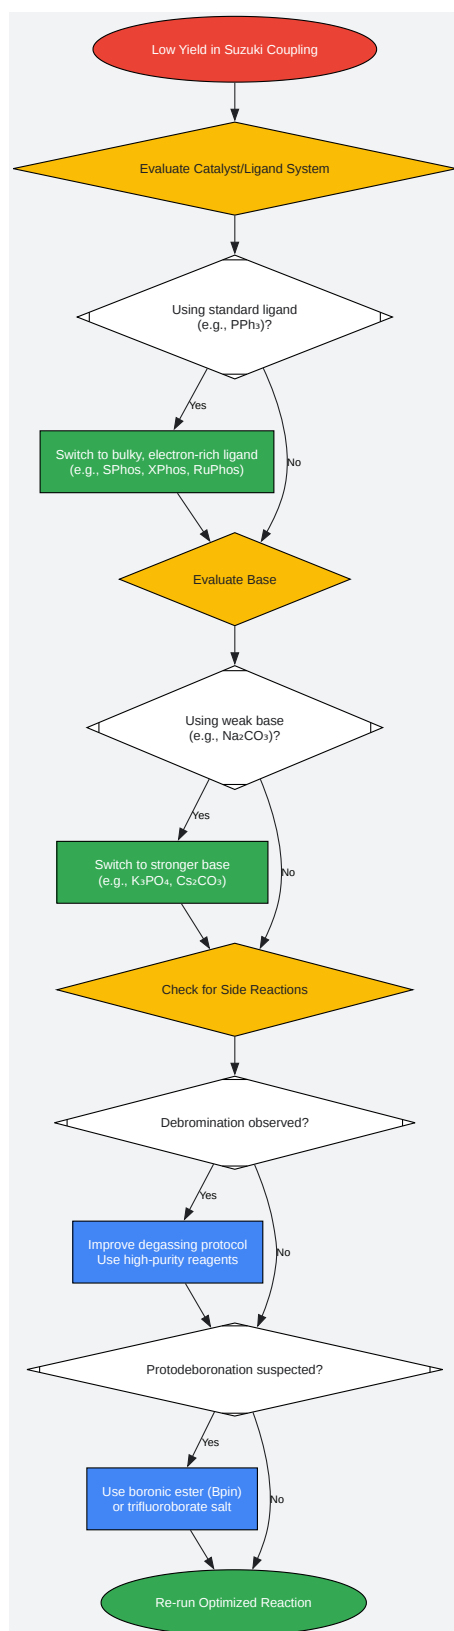 Low Yield in Suzuki Coupling
Evaluate Catalyst/Ligand System
Using standard ligand
(e.g., PPh₃)?
Yes
Switch to bulky, electron-rich ligand
(e.g., SPhos, XPhos, RuPhos)
No
Evaluate Base
Using weak base
(e.g., Na₂CO₃)?
Yes
Switch to stronger base
(e.g., K₃PO₄, Cs₂CO₃)
No
Check for Side Reactions
Debromination observed?
Yes
Improve degassing protocol
Use high-purity reagents
No
Protodeboronation suspected?
Yes
Use boronic ester (Bpin)
or trifluoroborate salt
No
Re-run Optimized Reaction